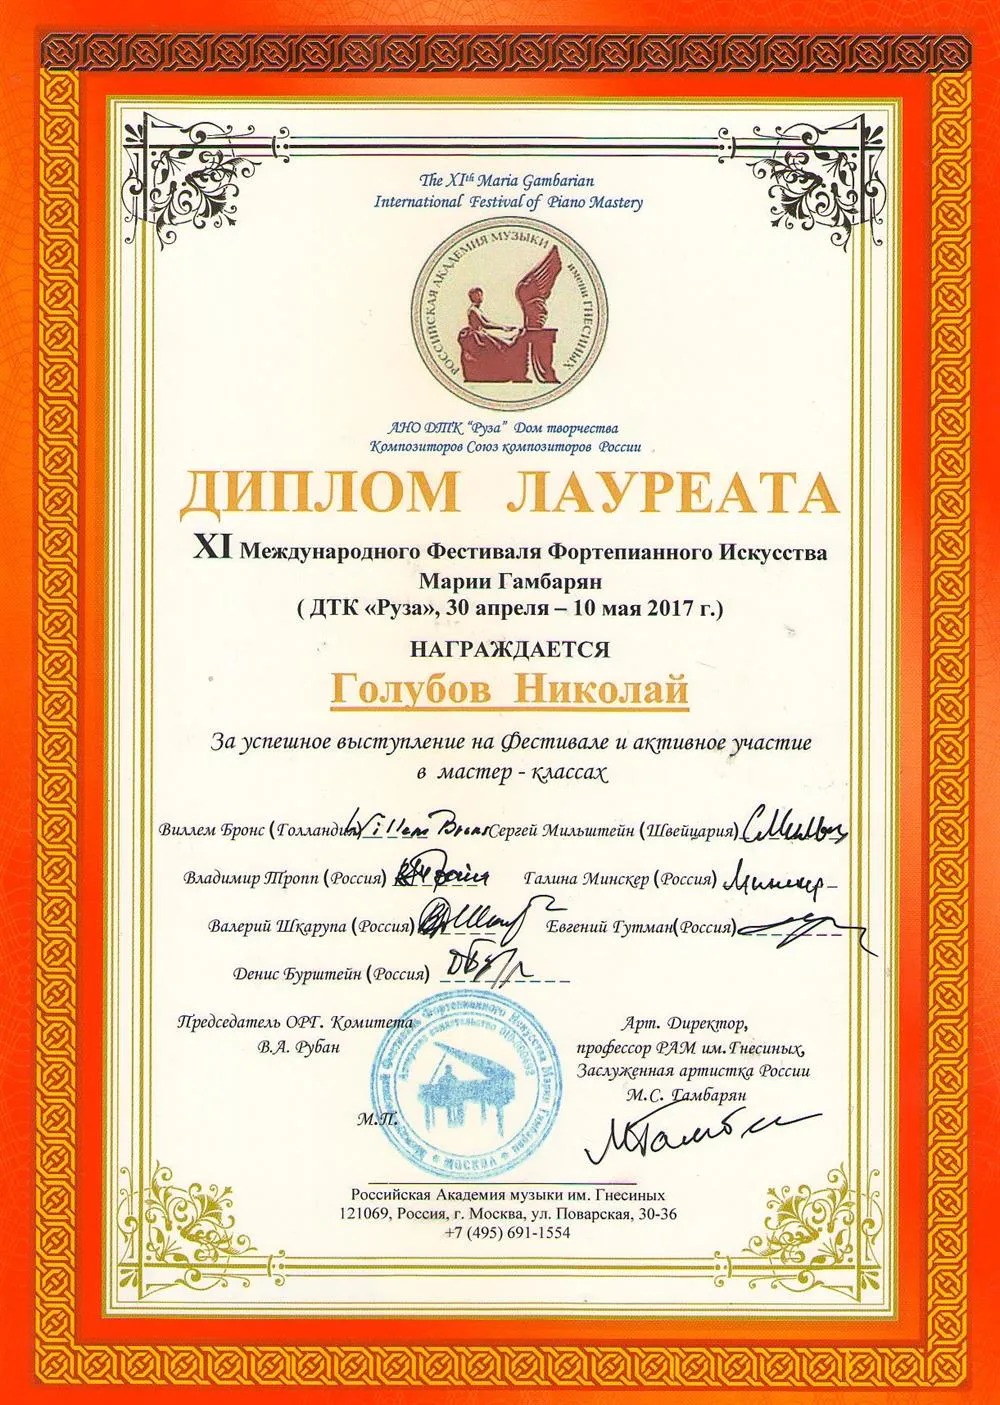 The XIth Maria Gambarian
International Festival of Piano Mastery
РОССИЙСКАЯ АКАДЕМИЯ МУЗЫКИ имени ГНЕСИНЫХ
АНО ДТК "Руза" Дом творчества
Композиторов Союз композиторов России
ДИПЛОМ ЛАУРЕАТА
XI Международного Фестиваля Фортепианного Искусства
Марии Гамбарян
( ДТК «Руза», 30 апреля – 10 мая 2017 г.)
НАГРАЖДАЕТСЯ
Голубов Николай
За успешное выступление на Фестивале и активное участие
в мастер - классах
Виллем Бронс (Голландия) Willem Brons Сергей Мильштейн (Швейцария)
Владимир Тропп (Россия) Галина Минскер (Россия)
Валерий Шкарупа (Россия) Евгений Гутман(Россия)
Денис Бурштейн (Россия)
Председатель ОРГ. Комитета
В.А. Рубан
Арт. Директор,
профессор РАМ им.Гнесиных,
Заслуженная артистка России
М.С. Гамбарян
М.П.
Фортепианного Искусства Марии Гамбарян
МОСКВА
Российская Академия музыки им. Гнесиных
121069, Россия, г. Москва, ул. Поварская, 30-36
+7 (495) 691-1554